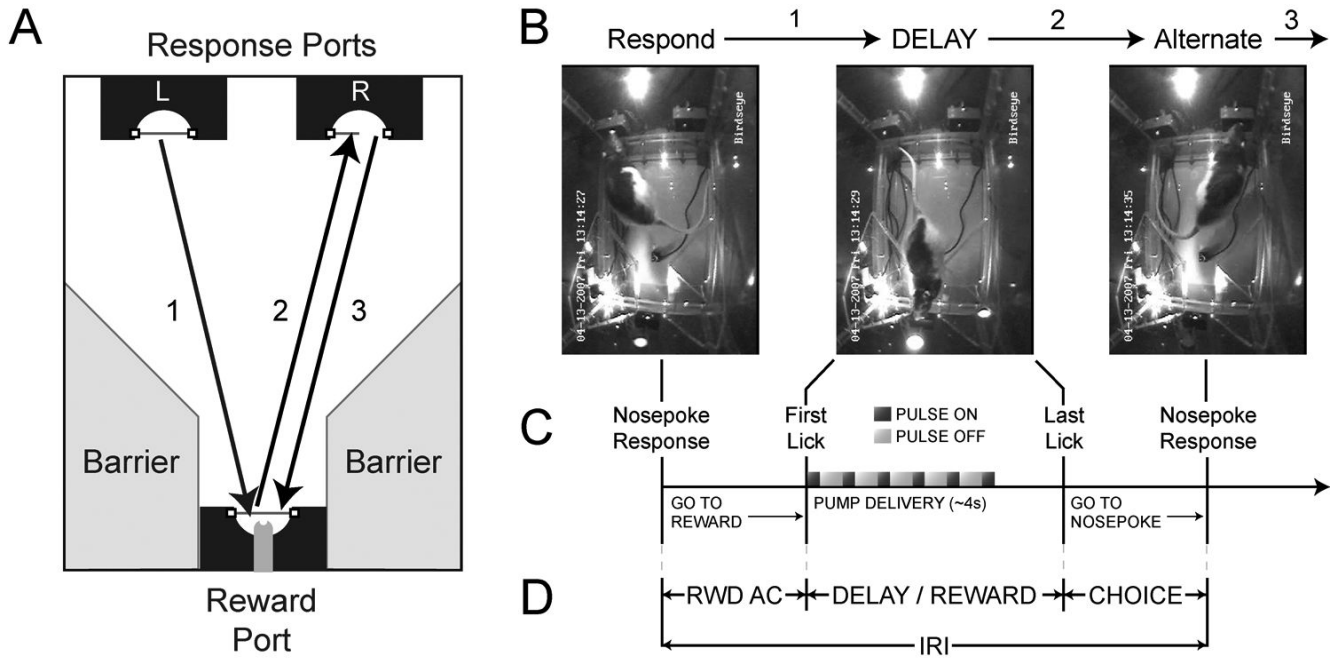 A
Response Ports
L
R
1
2
3
Barrier
Barrier
Reward
Port
B
Respond
1
DELAY
2
Alternate
3
Birdseye
04-13-2007 Fri 13:14:27
Birdseye
04-13-2007 Fri 13:14:29
Birdseye
04-13-2007 Fri 13:14:35
C
Nosepoke
Response
First
Lick
PULSE ON
PULSE OFF
Last
Lick
Nosepoke
Response
GO TO
REWARD
PUMP DELIVERY (~4s)
GO TO
NOSEPOKE
D
RWD AC
DELAY / REWARD
CHOICE
IRI